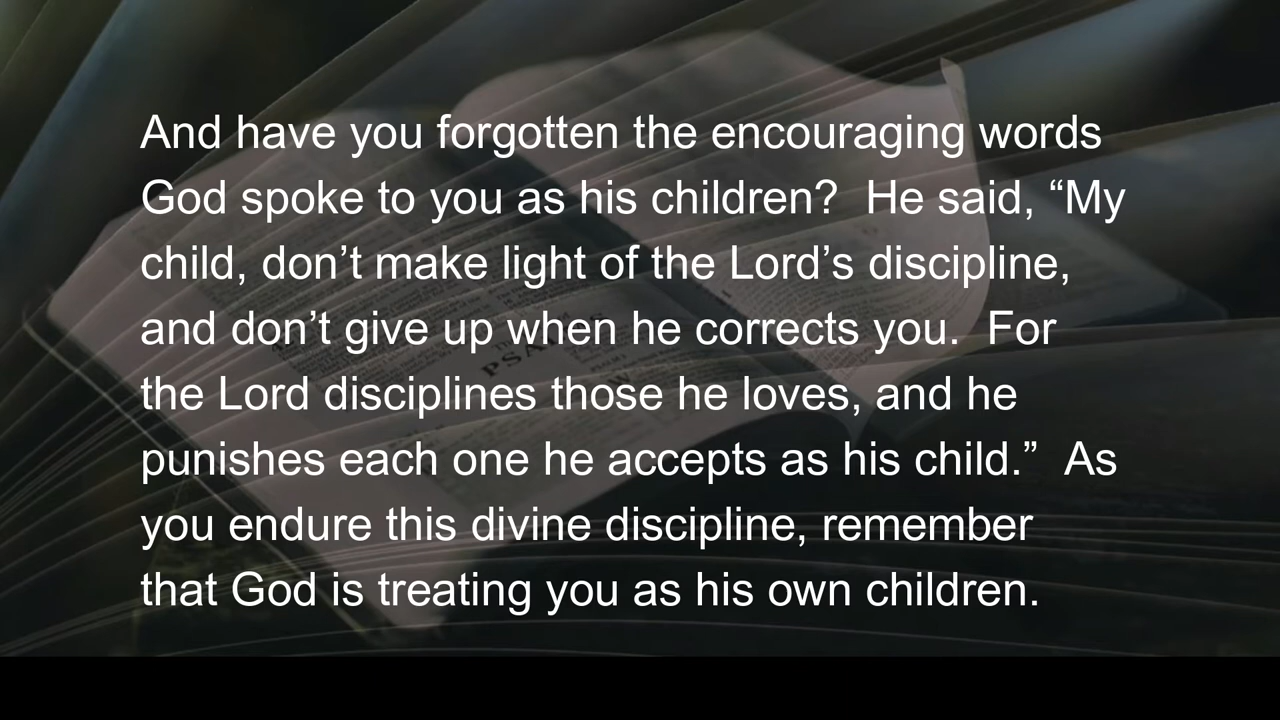 And have you forgotten the encouraging words
God spoke to you as his children?  He said, “My
child, don’t make light of the Lord’s discipline,
and don’t give up when he corrects you.  For
the Lord disciplines those he loves, and he
punishes each one he accepts as his child.”  As
you endure this divine discipline, remember
that God is treating you as his own children.
PSALMS